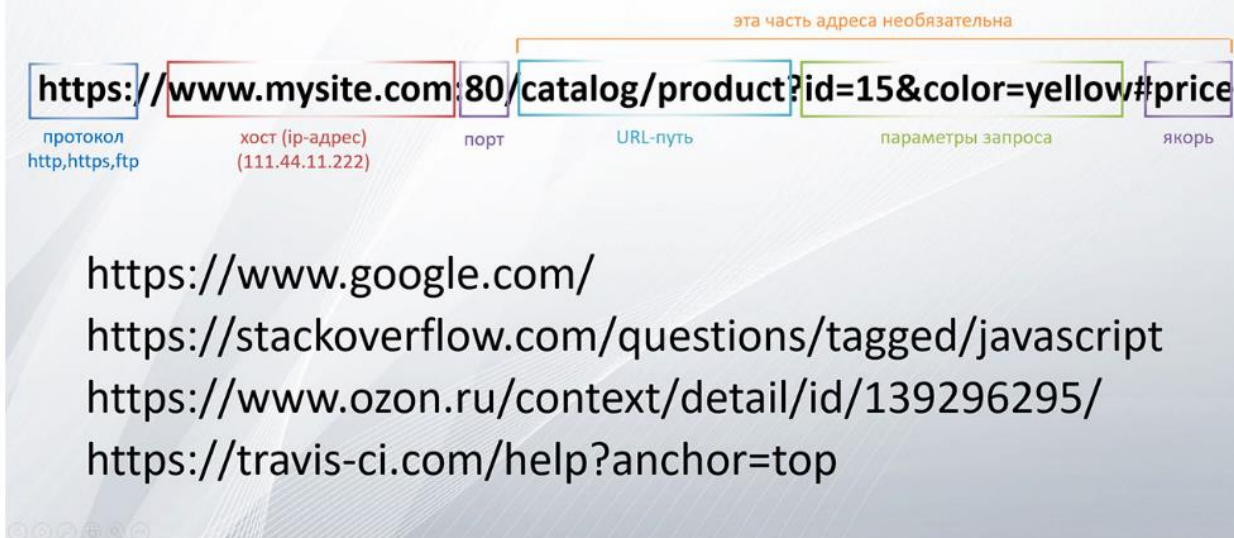 эта часть адреса необязательна
https://www.mysite.com:80/catalog/product?id=15&color=yellow#price
протокол хост (ip-адрес) порт URL-путь параметры запроса якорь
http,https,ftp (111.44.11.222)
https://www.google.com/
https://stackoverflow.com/questions/tagged/javascript
https://www.ozon.ru/context/detail/id/139296295/
https://travis-ci.com/help?anchor=top